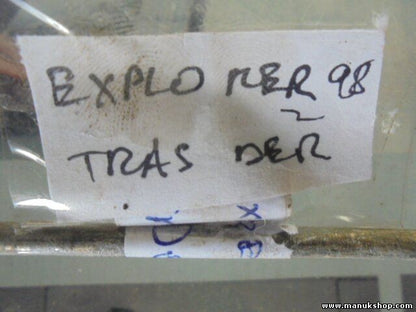 EXPLORER 98
TRAS DER
www.manukshop.com